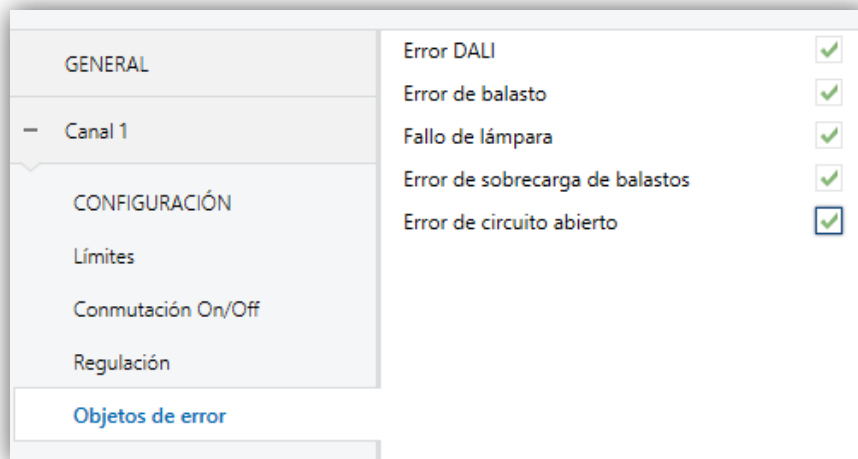 GENERAL
Canal 1
CONFIGURACIÓN
Límites
Conmutación On/Off
Regulación
Objetos de error
Error DALI
Error de balasto
Fallo de lámpara
Error de sobrecarga de balastos
Error de circuito abierto